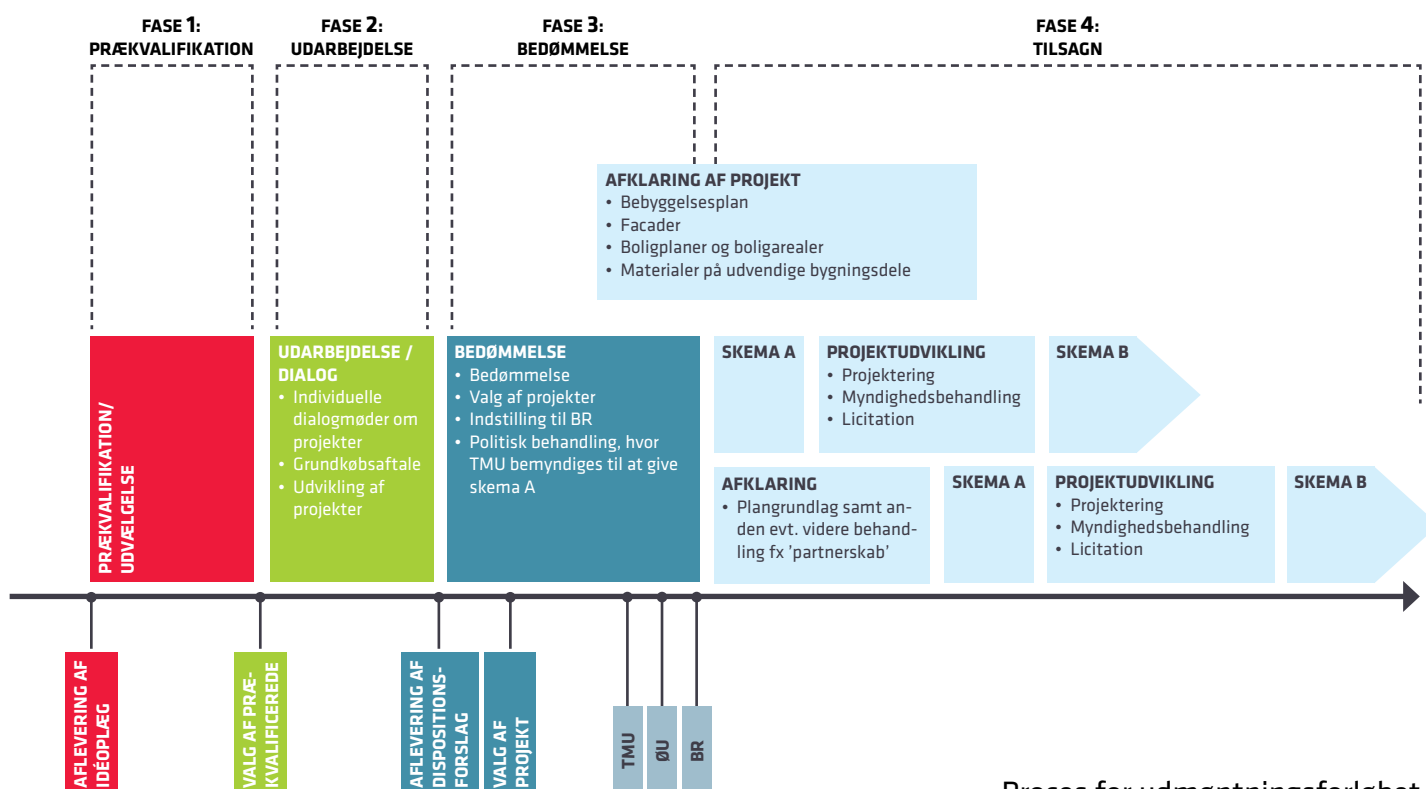 FASE 1:
PRÆKVALIFIKATION
FASE 2:
UDARBEJDELSE
FASE 3:
BEDØMMELSE
FASE 4:
TILSAGN
AFKLARING AF PROJEKT
• Bebyggelsesplan
• Facader
• Boligplaner og boligarealer
• Materialer på udvendige bygningsdele
PRÆKVALIFIKATION/
UDVÆLGELSE
UDARBEJDELSE /
DIALOG
• Individuelle
dialogmøder om
projekter
• Grundkøbsaftale
• Udvikling af
projekter
BEDØMMELSE
• Bedømmelse
• Valg af projekter
• Indstilling til BR
• Politisk behandling, hvor
TMU bemyndiges til at give
skema A
SKEMA A
PROJEKTUDVIKLING
• Projektering
• Myndighedsbehandling
• Licitation
SKEMA B
AFKLARING
• Plangrundlag samt an-
den evt. videre behand-
ling fx 'partnerskab'
SKEMA A
PROJEKTUDVIKLING
• Projektering
• Myndighedsbehandling
• Licitation
SKEMA B
AFLEVERING AF
IDÉOPLÆG
VALG AF PRÆ-
KVALIFICEREDE
AFLEVERING AF
DISPOSITIONS-
FORSLAG
VALG AF
PROJEKT
TMU
ØU
BR
Proces for udmøntningsforløbet